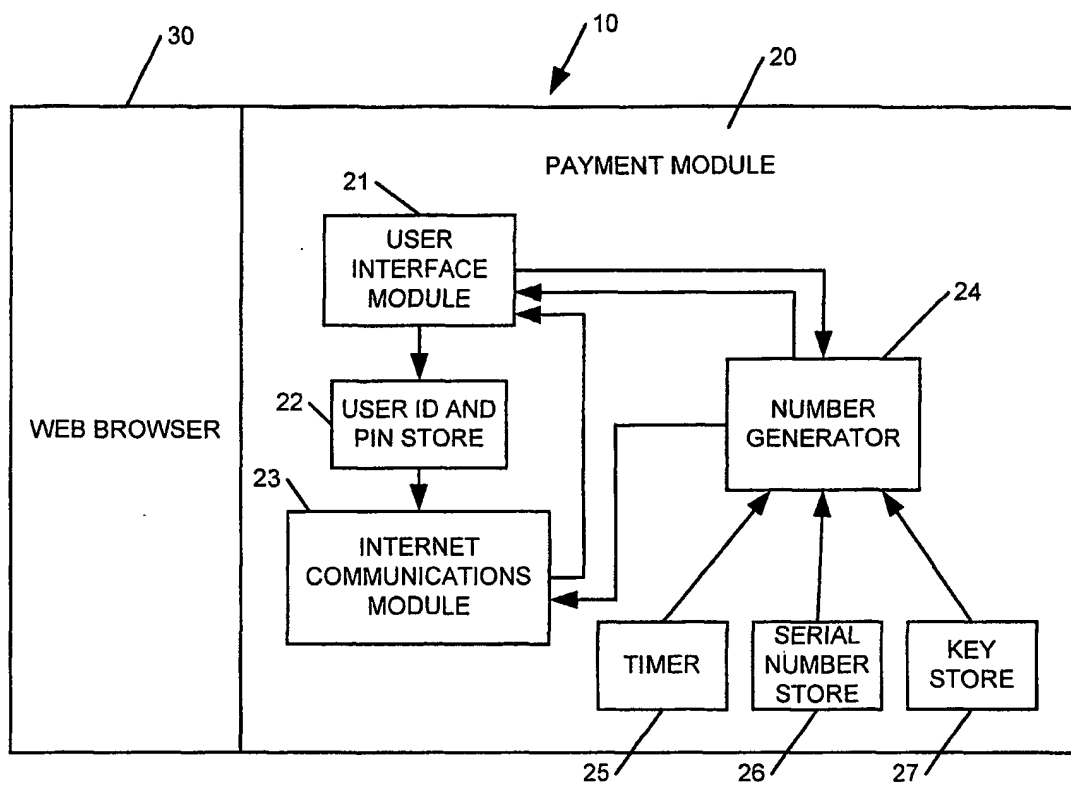 30
10
20
PAYMENT MODULE
21
USER
INTERFACE
MODULE
24
22
USER ID AND
PIN STORE
WEB BROWSER
NUMBER
GENERATOR
23
INTERNET
COMMUNICATIONS
MODULE
TIMER
SERIAL
NUMBER
STORE
KEY
STORE
25
26
27